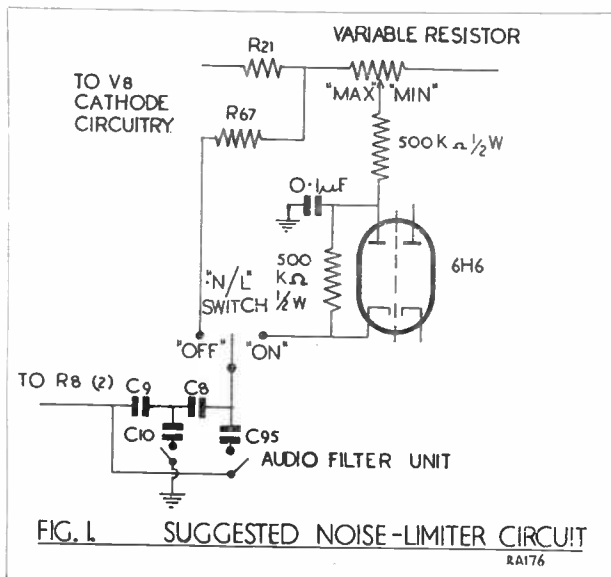 VARIABLE RESISTOR
R21
TO V8
CATHODE
CIRCUITRY
"MAX" "MIN"
R67
500 K Ω ½ W
0·1µF
6H6
500
KΩ
½W
"N/L"
SWITCH
"OFF" "ON"
TO R8 (2) C9 C8
C10 C95
AUDIO FILTER UNIT
FIG. 1. SUGGESTED NOISE-LIMITER CIRCUIT
RA176